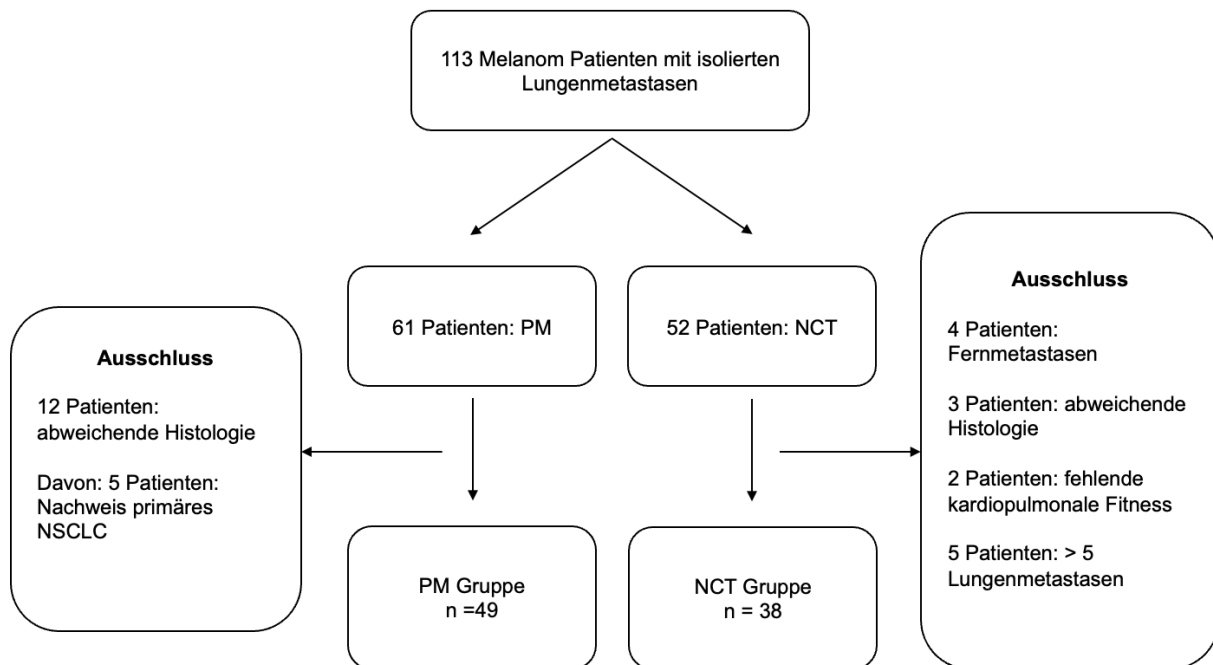 113 Melanom Patienten mit isolierten
Lungenmetastasen
61 Patienten: PM
52 Patienten: NCT
Ausschluss
12 Patienten:
abweichende Histologie
Davon: 5 Patienten:
Nachweis primäres
NSCLC
Ausschluss
4 Patienten:
Fernmetastasen
3 Patienten: abweichende
Histologie
2 Patienten: fehlende
kardiopulmonale Fitness
5 Patienten: > 5
Lungenmetastasen
PM Gruppe
n =49
NCT Gruppe
n = 38